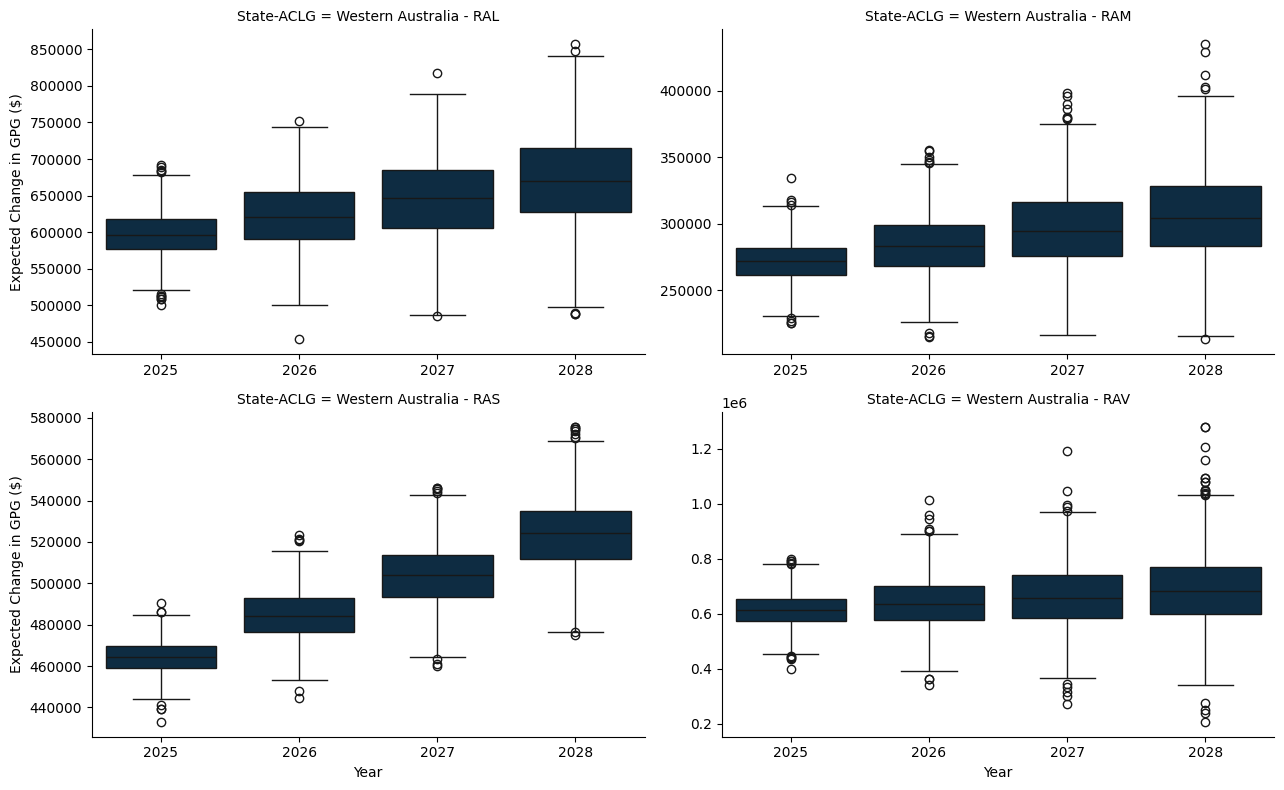 State-ACLG = Western Australia - RAL
Expected Change in GPG ($)
850000
800000
750000
700000
650000
600000
550000
500000
450000
2025 2026 2027 2028
State-ACLG = Western Australia - RAM
400000
350000
300000
250000
2025 2026 2027 2028
State-ACLG = Western Australia - RAS
Expected Change in GPG ($)
580000
560000
540000
520000
500000
480000
460000
440000
2025 2026 2027 2028
Year
State-ACLG = Western Australia - RAV
1e6
1.2
1.0
0.8
0.6
0.4
0.2
2025 2026 2027 2028
Year